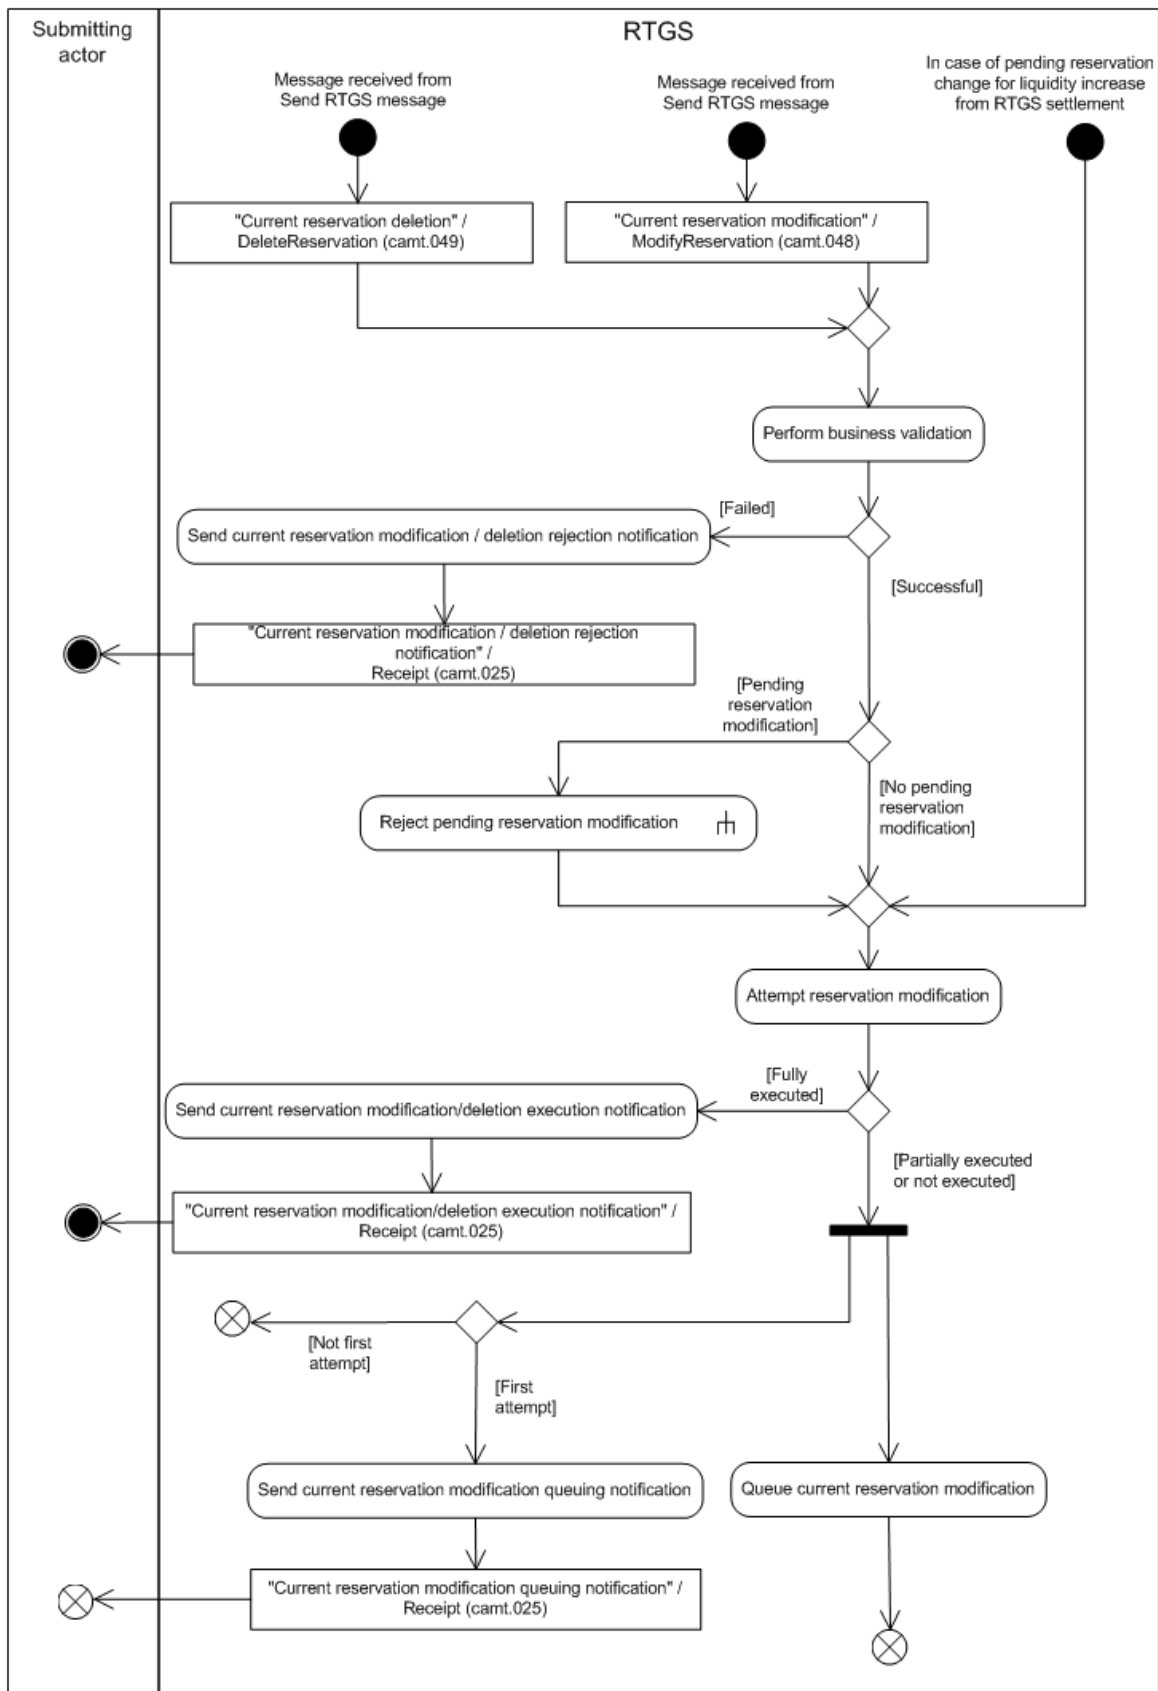 Submitting
actor
RTGS
Message received from
Send RTGS message
Message received from
Send RTGS message
In case of pending reservation
change for liquidity increase
from RTGS settlement
"Current reservation deletion" /
DeleteReservation (camt.049)
"Current reservation modification" /
ModifyReservation (camt.048)
Perform business validation
[Failed]
Send current reservation modification / deletion rejection notification
[Successful]
"Current reservation modification / deletion rejection
notification" /
Receipt (camt.025)
[Pending
reservation
modification]
[No pending
reservation
modification]
Reject pending reservation modification
Attempt reservation modification
[Fully
executed]
Send current reservation modification/deletion execution notification
[Partially executed
or not executed]
"Current reservation modification/deletion execution notification" /
Receipt (camt.025)
[Not first
attempt]
[First
attempt]
Send current reservation modification queuing notification
Queue current reservation modification
"Current reservation modification queuing notification" /
Receipt (camt.025)